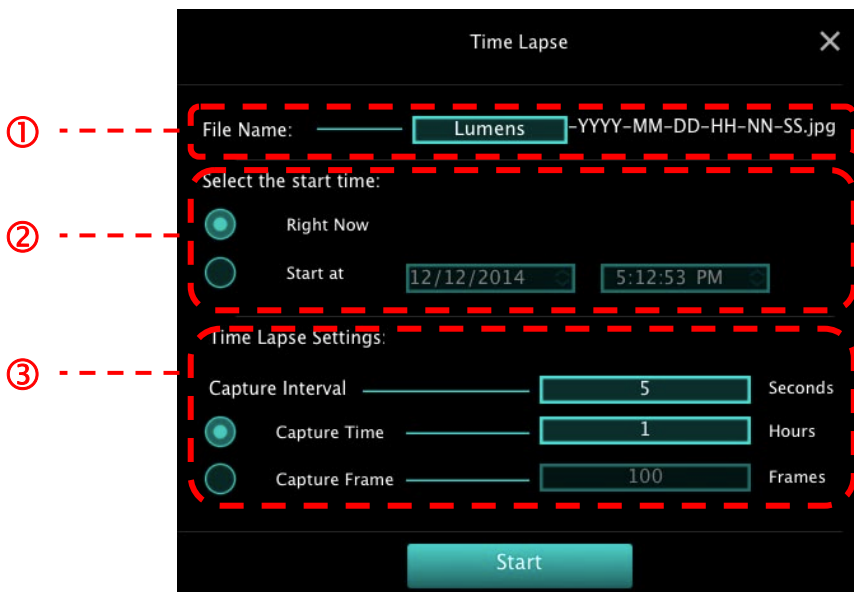 Time Lapse
① File Name: Lumens -YYYY-MM-DD-HH-NN-SS.jpg
Select the start time:
② Right Now
Start at 12/12/2014 5:12:53 PM
Time Lapse Settings:
③ Capture Interval 5 Seconds
Capture Time 1 Hours
Capture Frame 100 Frames
Start